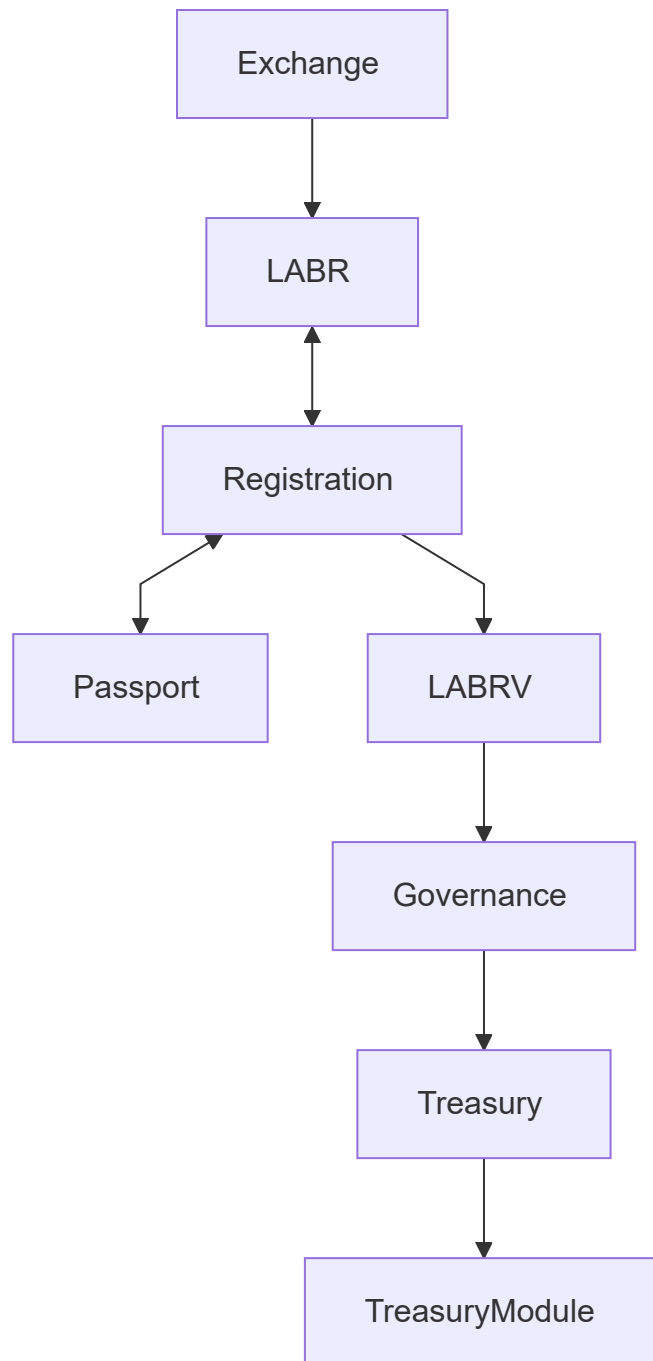 Exchange
LABR
Registration
Passport
LABRV
Governance
Treasury
TreasuryModule